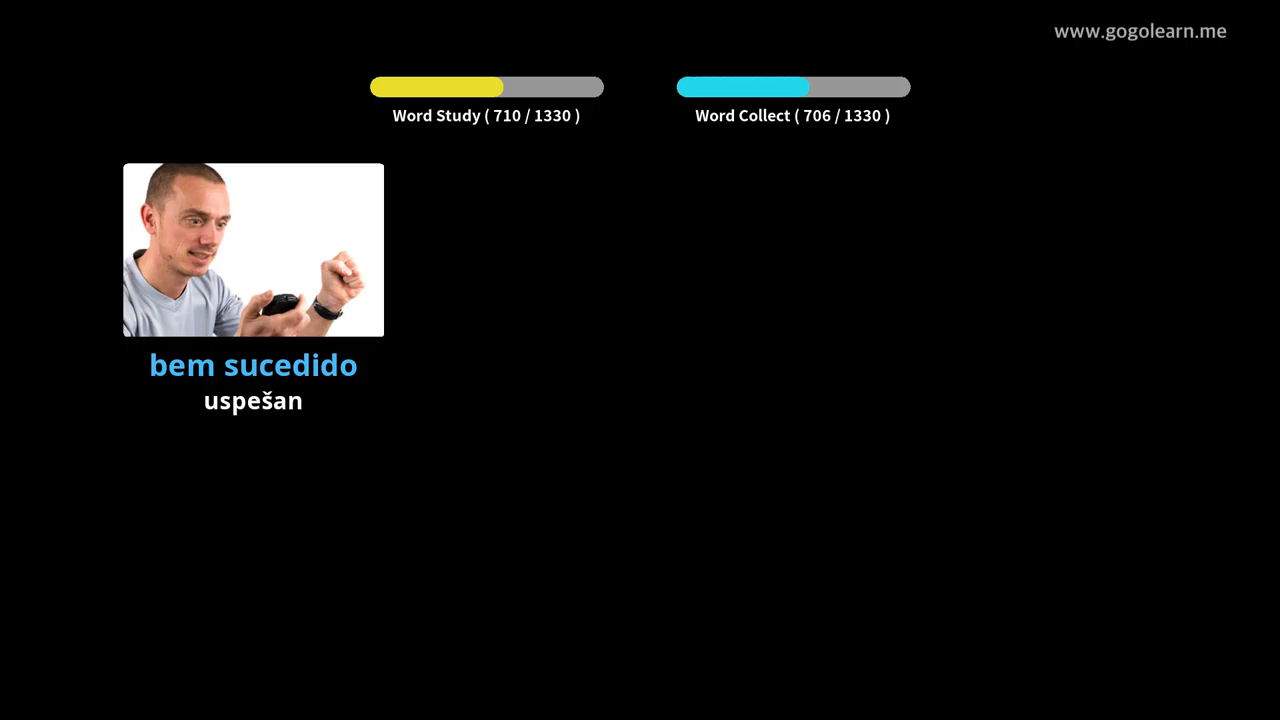 www.gogolearn.me
Word Study ( 710 / 1330 )
Word Collect ( 706 / 1330 )
bem sucedido
uspešan